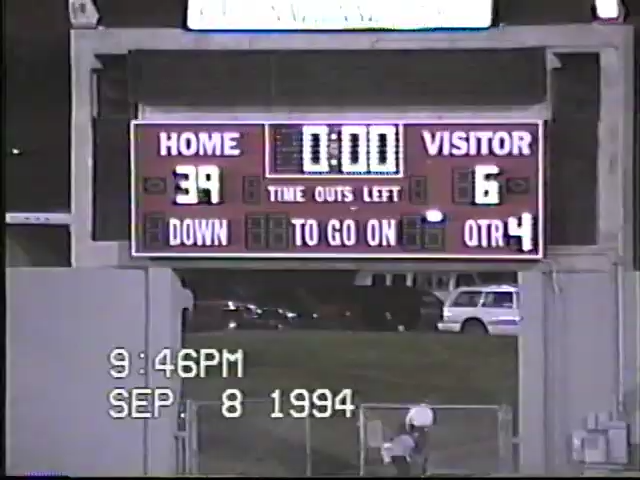 HOME 0:00 VISITOR
39 TIME OUTS LEFT 6
DOWN TO GO ON QTR 4
9:46PM
SEP. 8 1994